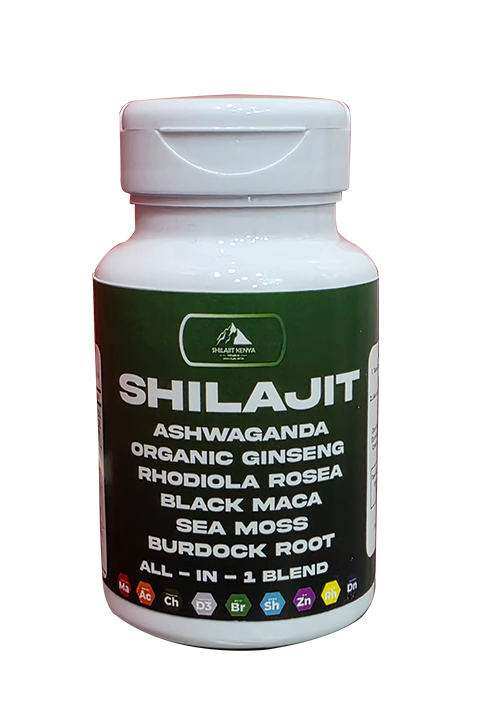 SHILAJIT KENYA
SHILAJIT
ASHWAGANDA
ORGANIC GINSENG
RHODIOLA ROSEA
BLACK MACA
SEA MOSS
BURDOCK ROOT
ALL – IN – 1 BLEND
Ma Ac Ch D3 Br Sh Zn Rh Dn